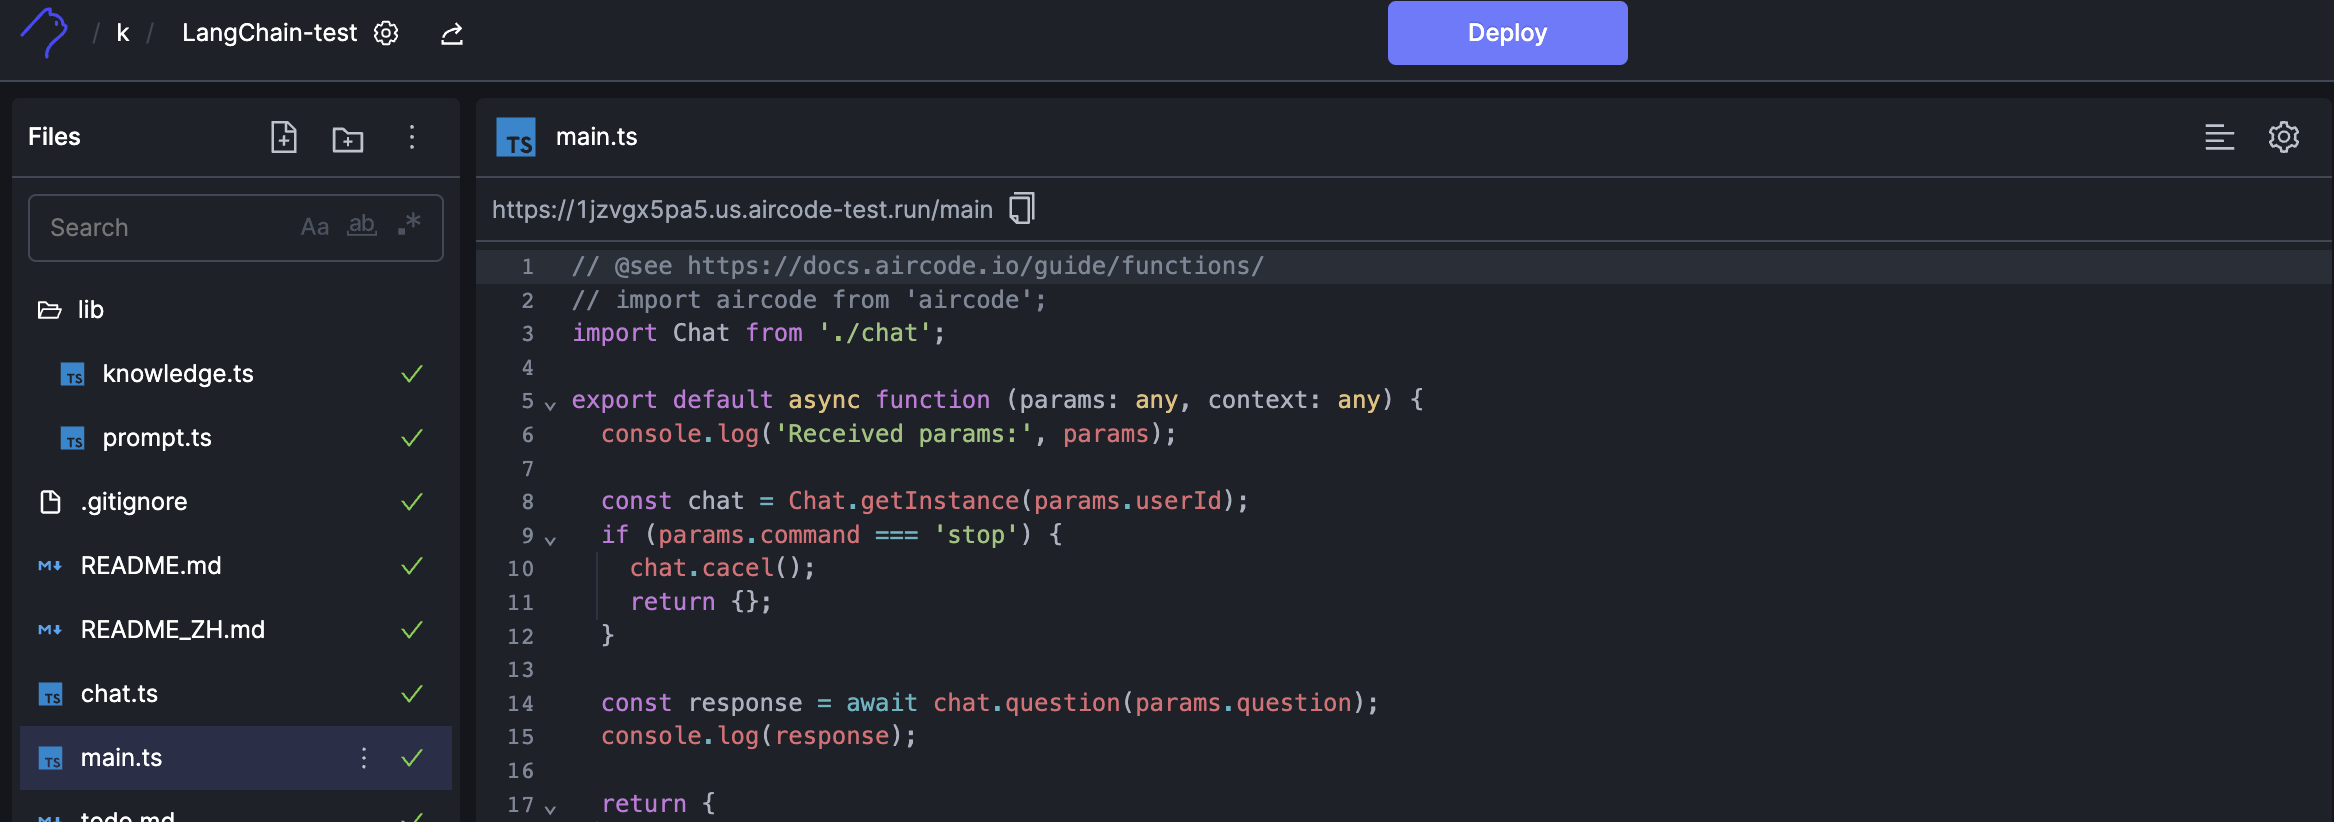 / k / LangChain-test
Deploy
Files
Search Aa ab .*
lib
TS knowledge.ts
TS prompt.ts
.gitignore
M↓ README.md
M↓ README_ZH.md
TS chat.ts
TS main.ts
M↓ todo.md
TS main.ts
https://1jzvgx5pa5.us.aircode-test.run/main
1 // @see https://docs.aircode.io/guide/functions/
2 // import aircode from 'aircode';
3 import Chat from './chat';
4
5 export default async function (params: any, context: any) {
6 console.log('Received params:', params);
7
8 const chat = Chat.getInstance(params.userId);
9 if (params.command === 'stop') {
10 chat.cacel();
11 return {};
12 }
13
14 const response = await chat.question(params.question);
15 console.log(response);
16
17 return {